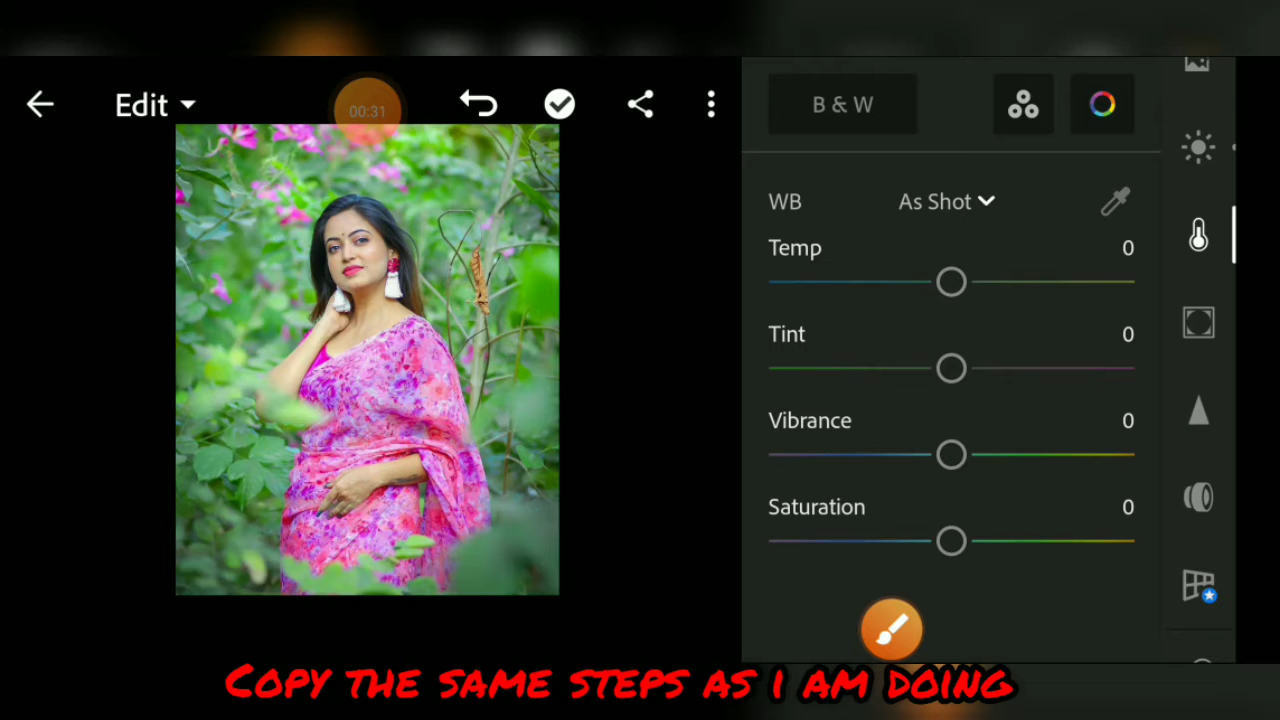 Edit
00:31
B & W
WB As Shot
Temp 0
Tint 0
Vibrance 0
Saturation 0
COPY THE SAME STEPS AS I AM DOING